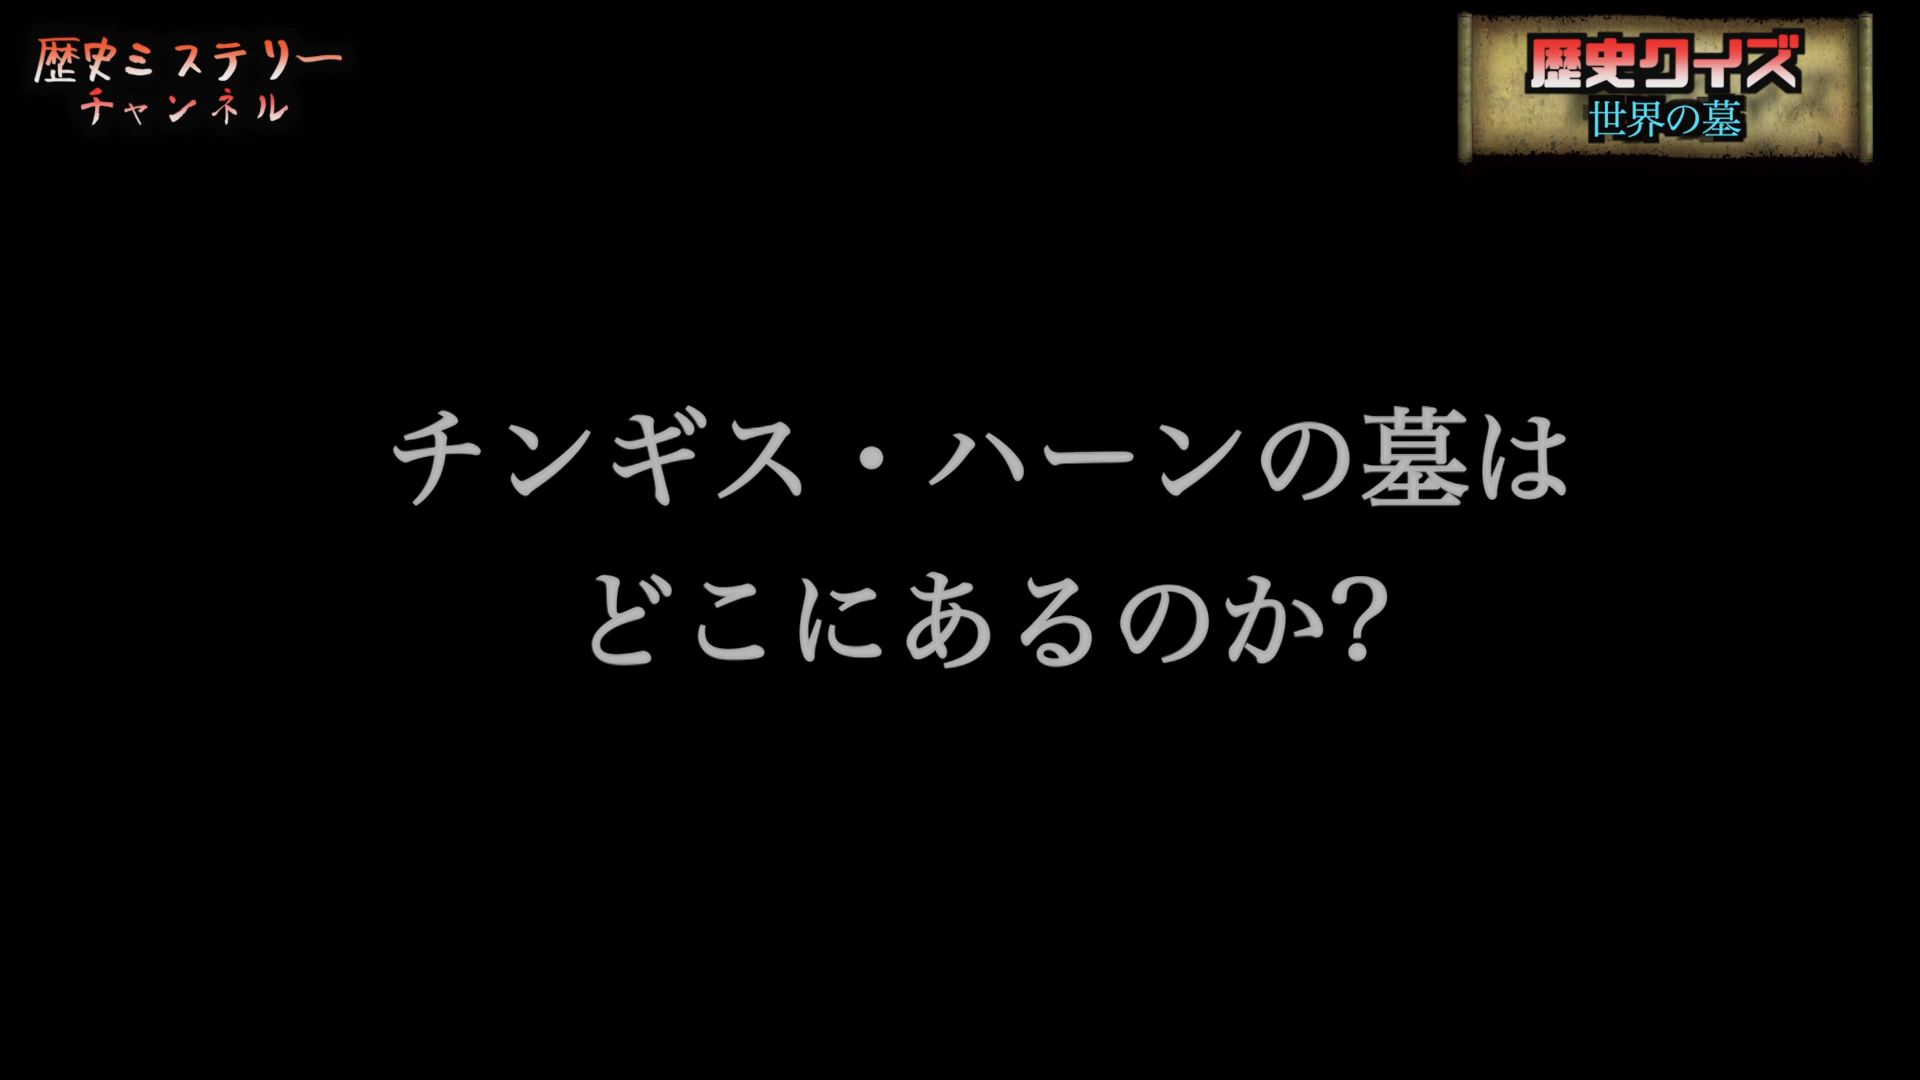 歴史ミステリー
チャンネル
歴史クイズ
世界の墓
チンギス・ハーンの墓は
どこにあるのか?